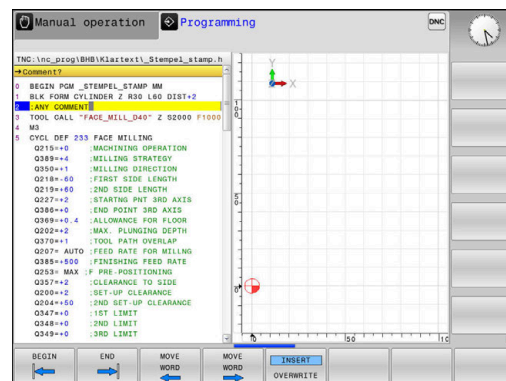 Manual operation
Programming
DNC
TNC:\nc_prog\BHB\Klartext\_Stempel_stamp.h
→Comment?
0 BEGIN PGM _STEMPEL_STAMP MM
1 BLK FORM CYLINDER Z R30 L60 DIST+2
2 ;ANY COMMENT
3 TOOL CALL "FACE_MILL_D40" Z S2000 F1000
4 M3
5 CYCL DEF 233 FACE MILLING
Q215=+0 ;MACHINING OPERATION
Q389=+4 ;MILLING STRATEGY
Q350=+1 ;MILLING DIRECTION
Q218=-60 ;FIRST SIDE LENGTH
Q219=+60 ;2ND SIDE LENGTH
Q227=+2 ;STARTNG PNT 3RD AXIS
Q386=+0 ;END POINT 3RD AXIS
Q369=+0.4 ;ALLOWANCE FOR FLOOR
Q202=+2 ;MAX. PLUNGING DEPTH
Q370=+1 ;TOOL PATH OVERLAP
Q207= AUTO ;FEED RATE FOR MILLNG
Q385=+500 ;FINISHING FEED RATE
Q253= MAX ;F PRE-POSITIONING
Q357=+2 ;CLEARANCE TO SIDE
Q200=+2 ;SET-UP CLEARANCE
Q204=+50 ;2ND SET-UP CLEARANCE
Q347=+0 ;1ST LIMIT
Q348=+0 ;2ND LIMIT
Q349=+0 ;3RD LIMIT
Y
X
100
50
0
0
50
BEGIN
END
MOVE
WORD
MOVE
WORD
INSERT
OVERWRITE